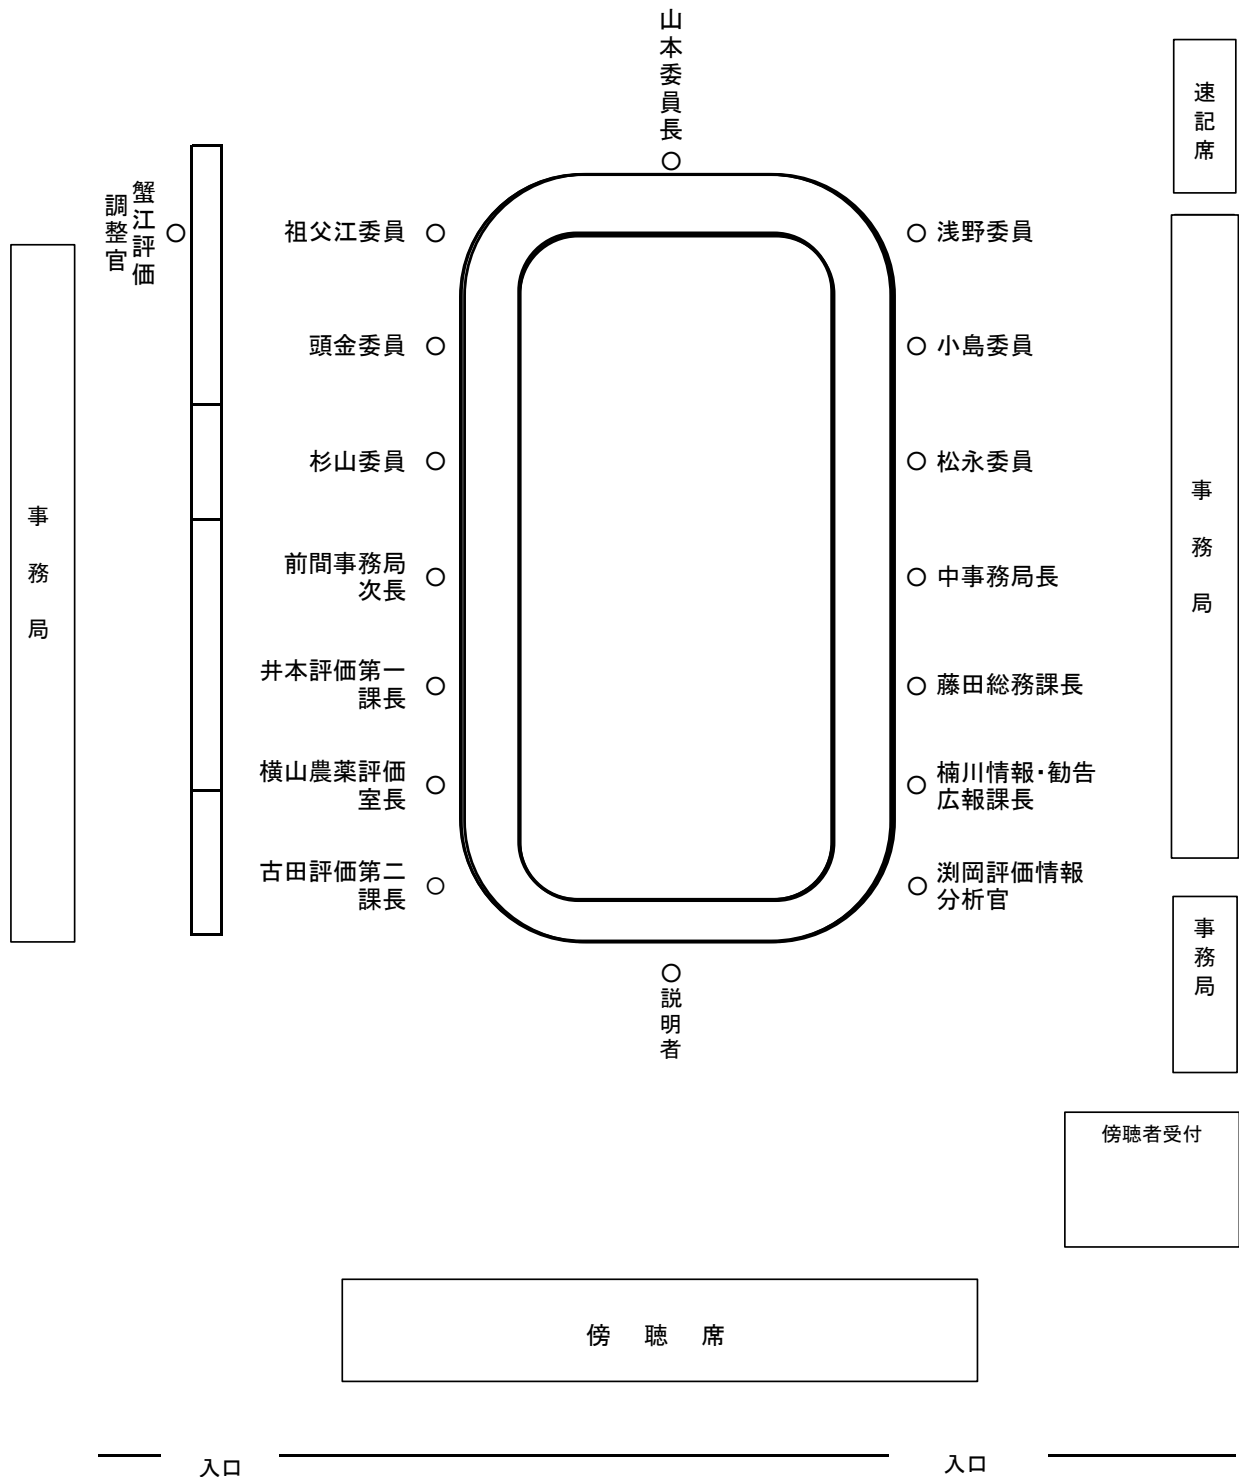 山本委員長
速記席
蟹江評価
調整官
祖父江委員
浅野委員
頭金委員
小島委員
杉山委員
松永委員
事務局
事務局
前間事務局
次長
中事務局長
井本評価第一
課長
藤田総務課長
横山農薬評価
室長
楠川情報・勧告
広報課長
古田評価第二
課長
渕岡評価情報
分析官
事務局
説明者
傍聴者受付
傍聴席
入口
入口